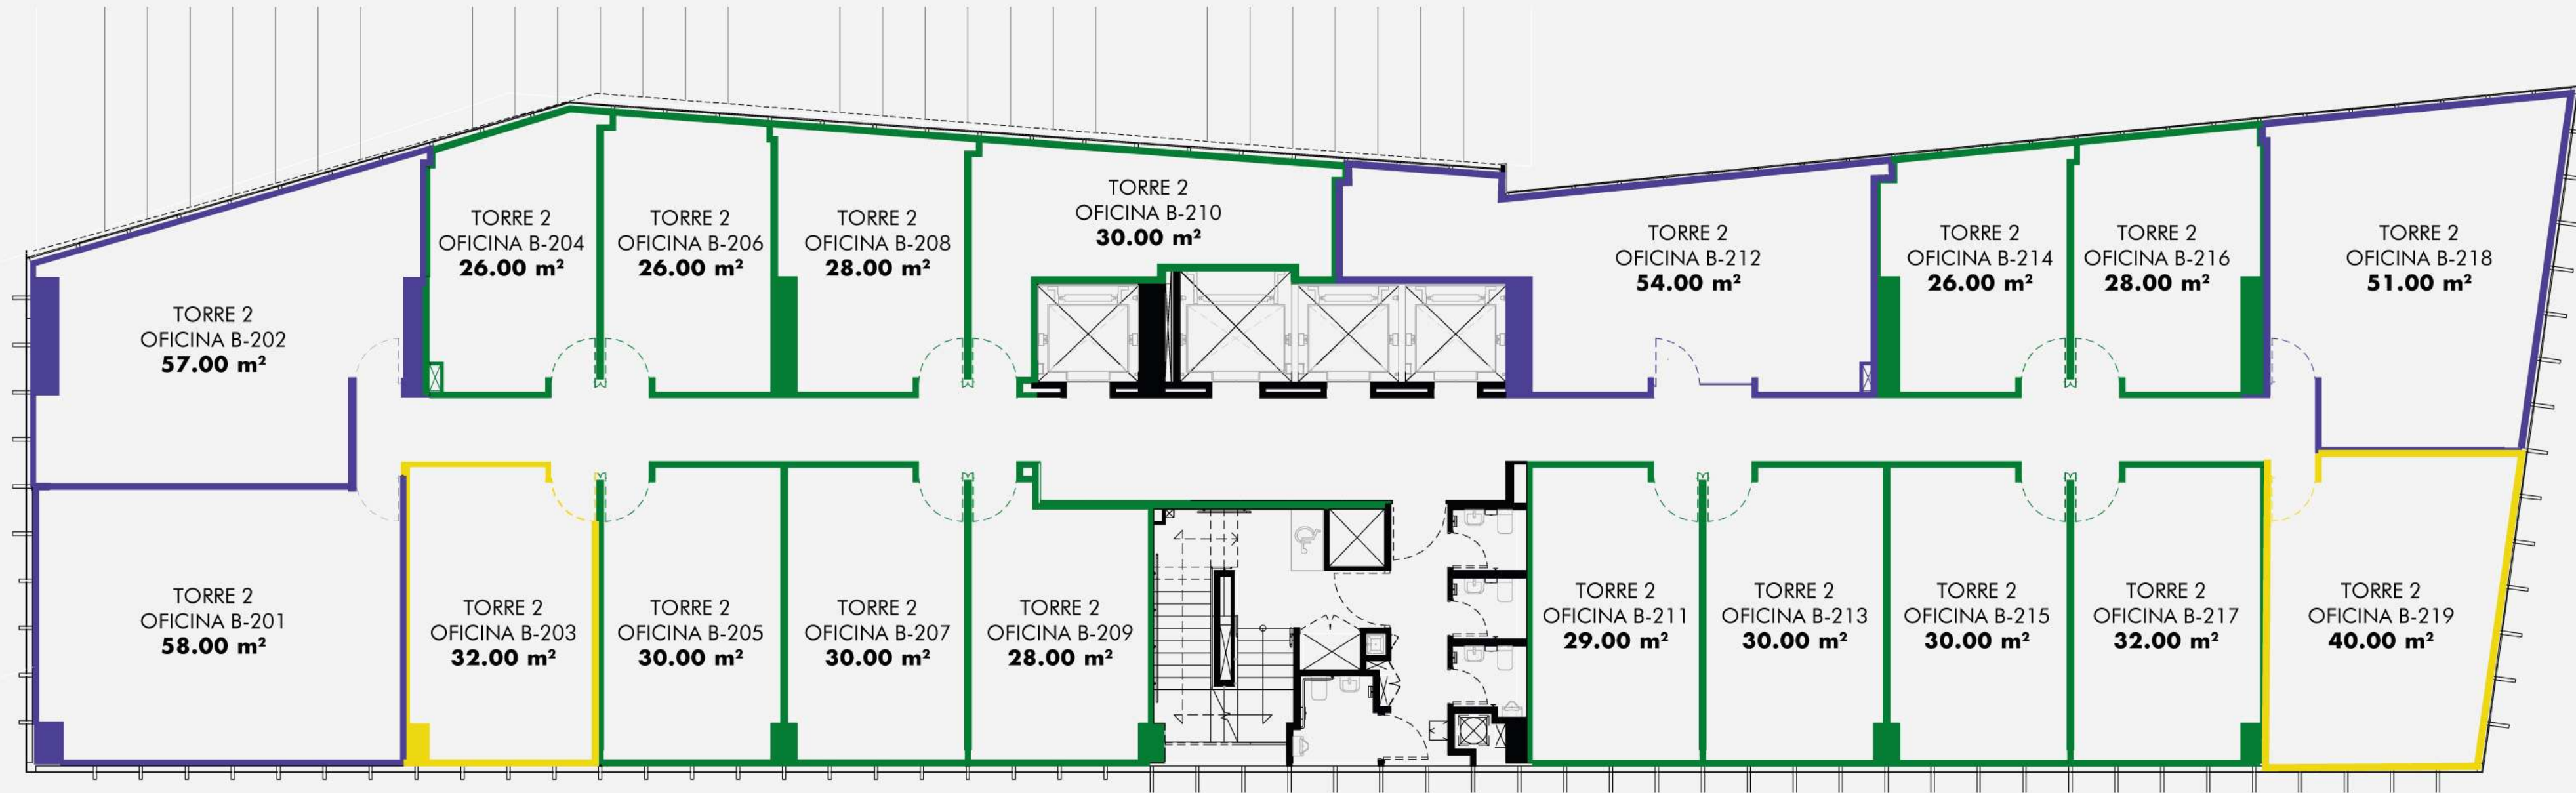 TORRE 2
OFICINA B-202
57.00 m²
TORRE 2
OFICINA B-204
26.00 m²
TORRE 2
OFICINA B-206
26.00 m²
TORRE 2
OFICINA B-208
28.00 m²
TORRE 2
OFICINA B-210
30.00 m²
TORRE 2
OFICINA B-212
54.00 m²
TORRE 2
OFICINA B-214
26.00 m²
TORRE 2
OFICINA B-216
28.00 m²
TORRE 2
OFICINA B-218
51.00 m²
TORRE 2
OFICINA B-201
58.00 m²
TORRE 2
OFICINA B-203
32.00 m²
TORRE 2
OFICINA B-205
30.00 m²
TORRE 2
OFICINA B-207
30.00 m²
TORRE 2
OFICINA B-209
28.00 m²
TORRE 2
OFICINA B-211
29.00 m²
TORRE 2
OFICINA B-213
30.00 m²
TORRE 2
OFICINA B-215
30.00 m²
TORRE 2
OFICINA B-217
32.00 m²
TORRE 2
OFICINA B-219
40.00 m²